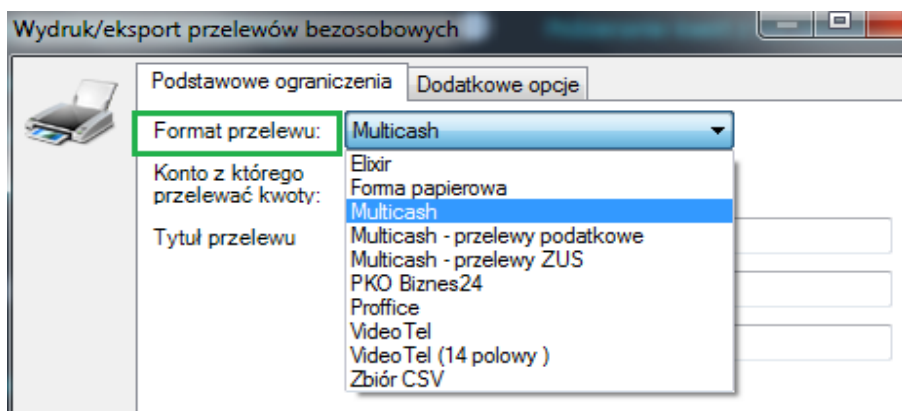 Wydruk/eksport przelewów bezosobowych
Podstawowe ograniczenia
Dodatkowe opcje
Format przelewu:
Multicash
Konto z którego
przelewać kwoty:
Tytuł przelewu
Elixir
Forma papierowa
Multicash
Multicash - przelewy podatkowe
Multicash - przelewy ZUS
PKO Biznes24
Proffice
VideoTel
VideoTel (14 polowy )
Zbiór CSV